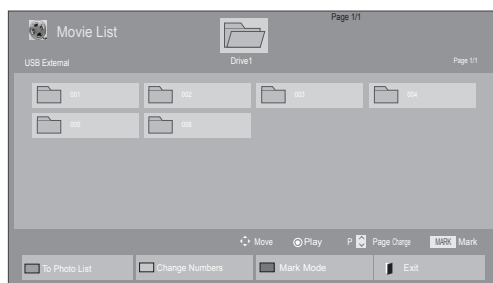 Page 1/1
Movie List
Drive1
USB External
Page 1/1
001 002 003 004
005 006
Move Play P Page Change MARK Mark
To Photo List Change Numbers Mark Mode Exit